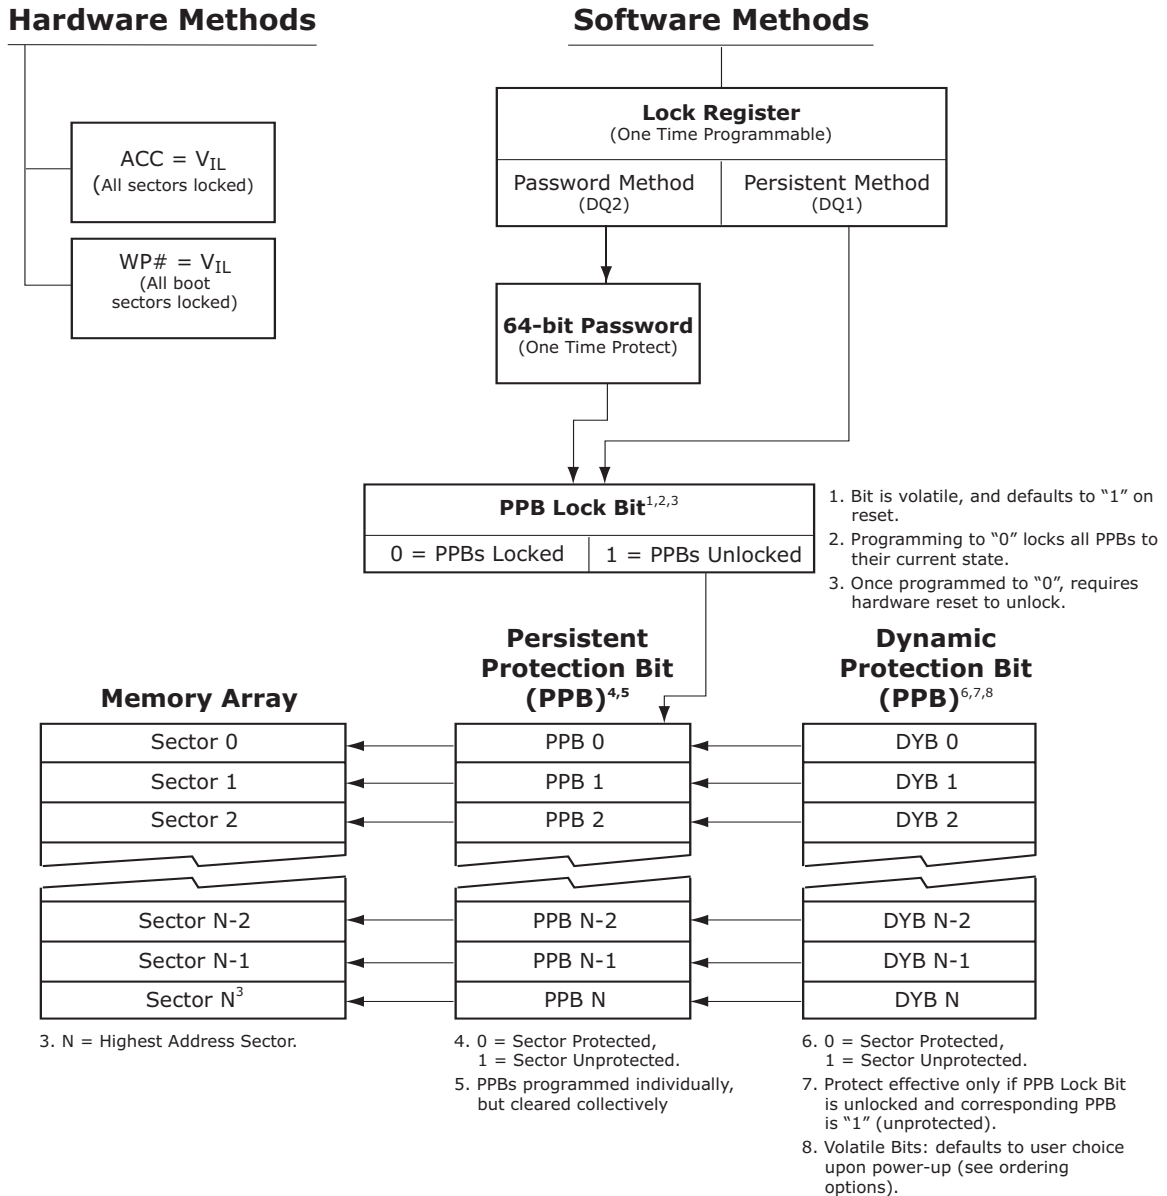 Hardware Methods
ACC = VIL
(All sectors locked)
WP# = VIL
(All boot
sectors locked)
Software Methods
Lock Register
(One Time Programmable)
Password Method
(DQ2)
Persistent Method
(DQ1)
64-bit Password
(One Time Protect)
PPB Lock Bit1,2,3
0 = PPBs Locked
1 = PPBs Unlocked
1. Bit is volatile, and defaults to “1” on
reset.
2. Programming to “0” locks all PPBs to
their current state.
3. Once programmed to “0”, requires
hardware reset to unlock.
Memory Array
Persistent
Protection Bit
(PPB)4,5
Dynamic
Protection Bit
(PPB)6,7,8
Sector 0
PPB 0
DYB 0
Sector 1
PPB 1
DYB 1
Sector 2
PPB 2
DYB 2
Sector N-2
PPB N-2
DYB N-2
Sector N-1
PPB N-1
DYB N-1
Sector N3
PPB N
DYB N
3. N = Highest Address Sector.
4. 0 = Sector Protected,
1 = Sector Unprotected.
5. PPBs programmed individually,
but cleared collectively
6. 0 = Sector Protected,
1 = Sector Unprotected.
7. Protect effective only if PPB Lock Bit
is unlocked and corresponding PPB
is “1” (unprotected).
8. Volatile Bits: defaults to user choice
upon power-up (see ordering
options).